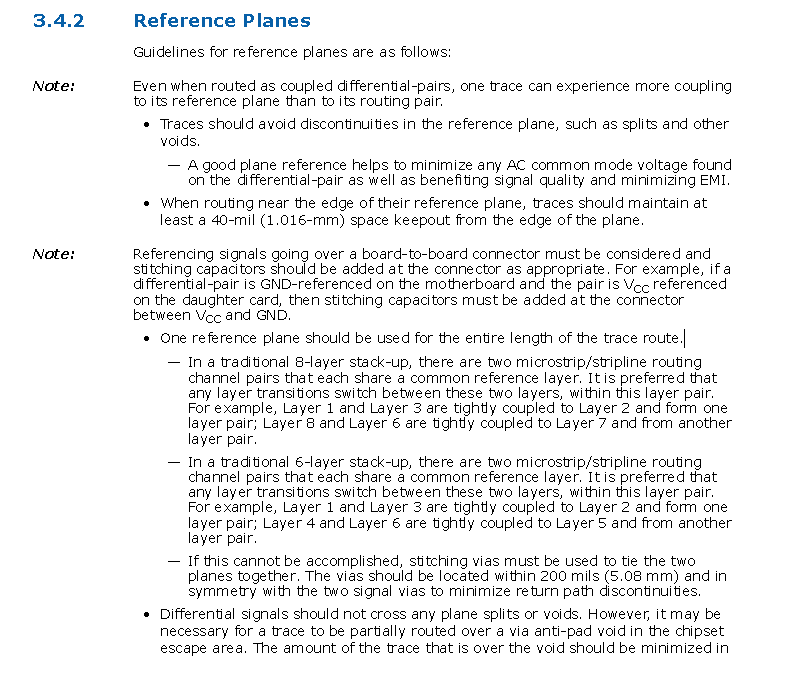 3.4.2 Reference Planes
Guidelines for reference planes are as follows:
Note: Even when routed as coupled differential-pairs, one trace can experience more coupling
to its reference plane than to its routing pair.
• Traces should avoid discontinuities in the reference plane, such as splits and other
voids.
— A good plane reference helps to minimize any AC common mode voltage found
on the differential-pair as well as benefiting signal quality and minimizing EMI.
• When routing near the edge of their reference plane, traces should maintain at
least a 40-mil (1.016-mm) space keepout from the edge of the plane.
Note: Referencing signals going over a board-to-board connector must be considered and
stitching capacitors should be added at the connector as appropriate. For example, if a
differential-pair is GND-referenced on the motherboard and the pair is VCC referenced
on the daughter card, then stitching capacitors must be added at the connector
between VCC and GND.
• One reference plane should be used for the entire length of the trace route.
— In a traditional 8-layer stack-up, there are two microstrip/stripline routing
channel pairs that each share a common reference layer. It is preferred that
any layer transitions switch between these two layers, within this layer pair.
For example, Layer 1 and Layer 3 are tightly coupled to Layer 2 and form one
layer pair; Layer 8 and Layer 6 are tightly coupled to Layer 7 and from another
layer pair.
— In a traditional 6-layer stack-up, there are two microstrip/stripline routing
channel pairs that each share a common reference layer. It is preferred that
any layer transitions switch between these two layers, within this layer pair.
For example, Layer 1 and Layer 3 are tightly coupled to Layer 2 and form one
layer pair; Layer 4 and Layer 6 are tightly coupled to Layer 5 and from another
layer pair.
— If this cannot be accomplished, stitching vias must be used to tie the two
planes together. The vias should be located within 200 mils (5.08 mm) and in
symmetry with the two signal vias to minimize return path discontinuities.
• Differential signals should not cross any plane splits or voids. However, it may be
necessary for a trace to be partially routed over a via anti-pad void in the chipset
escape area. The amount of the trace that is over the void should be minimized in